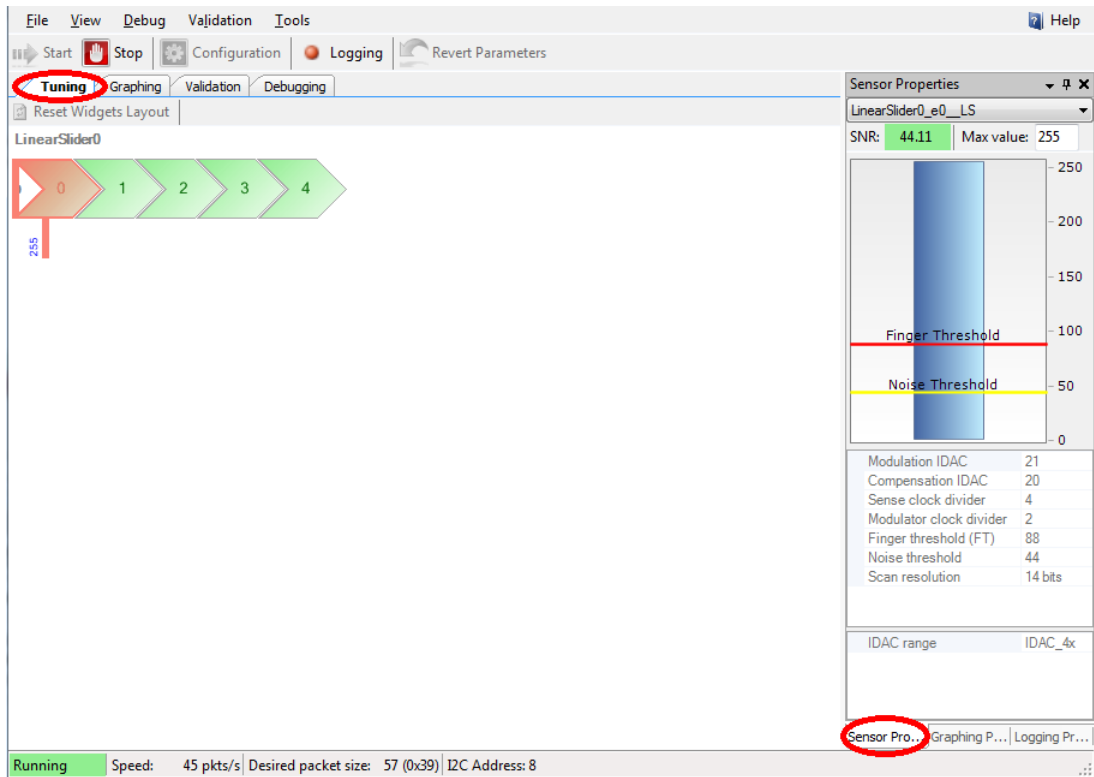 File View Debug Validation Tools Help
Start Stop Configuration Logging Revert Parameters
Tuning Graphing Validation Debugging
Reset Widgets Layout
LinearSlider0
0 1 2 3 4
255
Sensor Properties
LinearSlider0_e0__LS
SNR: 44.11 Max value: 255
250
200
150
100
50
0
Finger Threshold
Noise Threshold
Modulation IDAC 21
Compensation IDAC 20
Sense clock divider 4
Modulator clock divider 2
Finger threshold (FT) 88
Noise threshold 44
Scan resolution 14 bits
IDAC range IDAC_4x
Sensor Pro... Graphing P... Logging Pr...
Running Speed: 45 pkts/s Desired packet size: 57 (0x39) I2C Address: 8